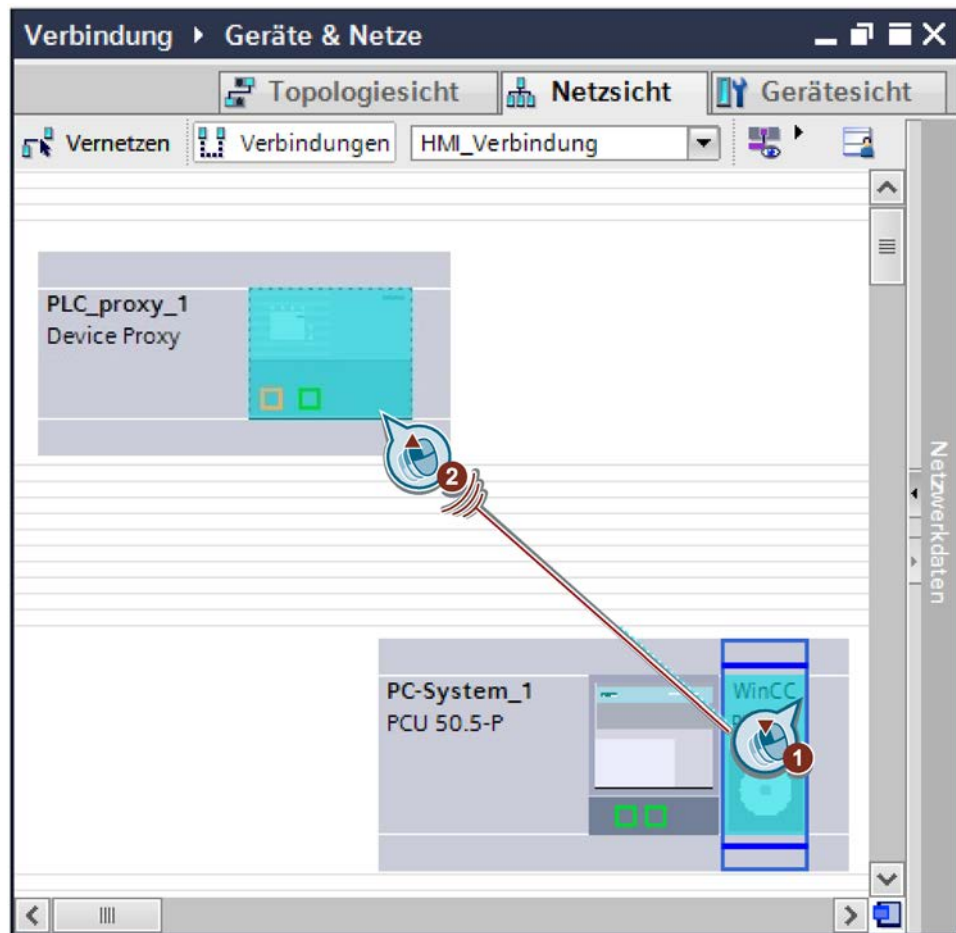 Verbindung ▸ Geräte & Netze
Topologiesicht
Netzsicht
Gerätesicht
Vernetzen
Verbindungen
HMI_Verbindung
PLC_proxy_1
Device Proxy
2
Netzwerkdaten
PC-System_1
PCU 50.5-P
WinCC
1